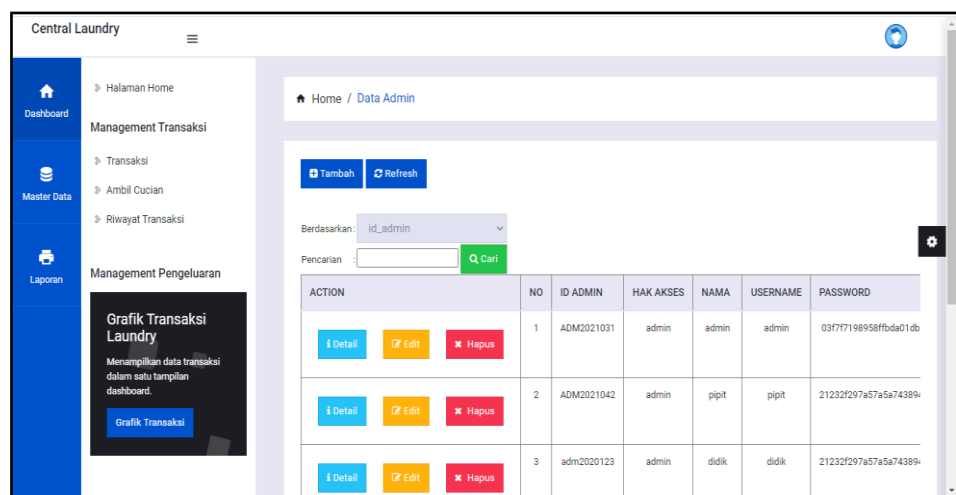 Central Laundry
Dashboard
Master Data
Laporan
Halaman Home
Management Transaksi
Transaksi
Ambil Cucian
Riwayat Transaksi
Management Pengeluaran
Grafik Transaksi
Laundry
Menampilkan data transaksi
dalam satu tampilan
dashboard.
Grafik Transaksi
Home / Data Admin
Tambah Refresh
Berdasarkan: id_admin
Pencarian : Cari
ACTION NO ID ADMIN HAK AKSES NAMA USERNAME PASSWORD
Detail Edit Hapus 1 ADM2021031 admin admin admin 03f7f7198958ffbda01db
Detail Edit Hapus 2 ADM2021042 admin pipit pipit 21232f297a57a5a74389
Detail Edit Hapus 3 adm2020123 admin didik didik 21232f297a57a5a74389